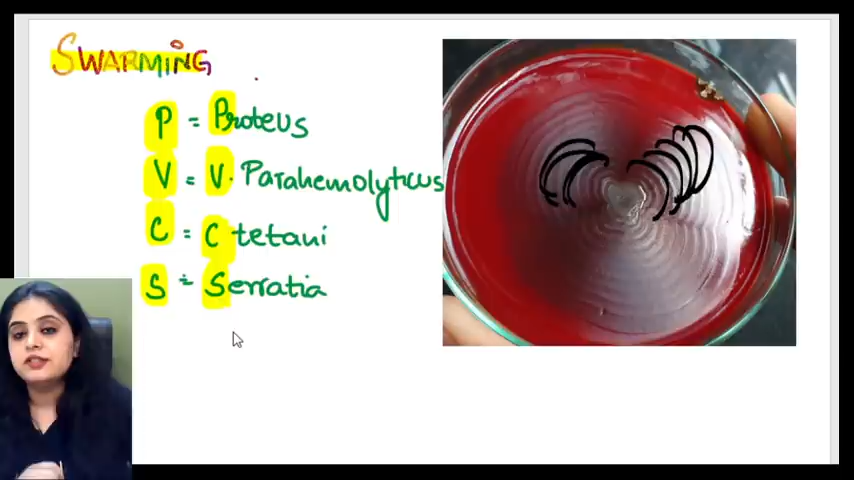 SWARMING
P = Proteus
V = V. Parahemolyticus
C = C tetani
S = Serratia